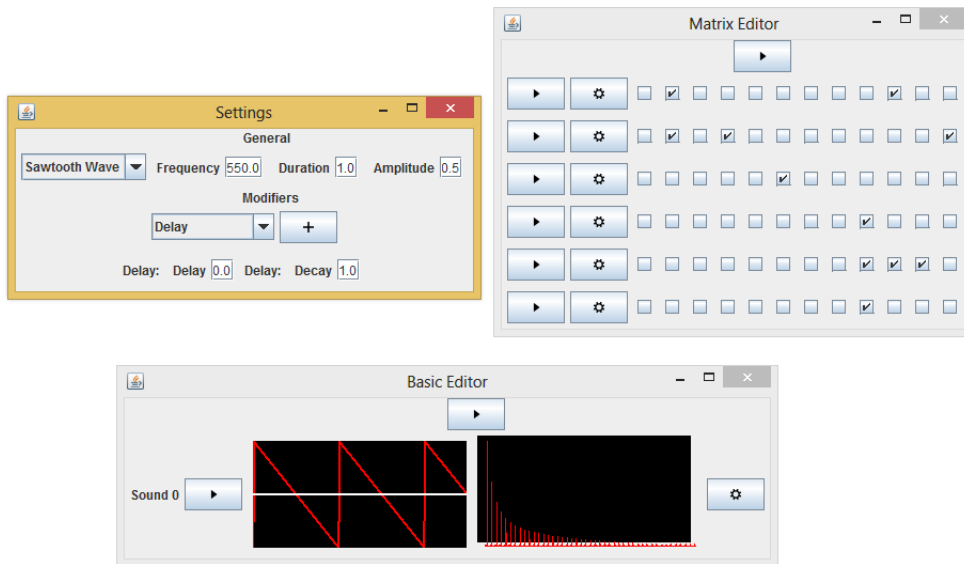 Matrix Editor
Settings
General
Sawtooth Wave Frequency 550.0 Duration 1.0 Amplitude 0.5
Modifiers
Delay +
Delay: Delay 0.0 Delay: Decay 1.0
Basic Editor
Sound 0